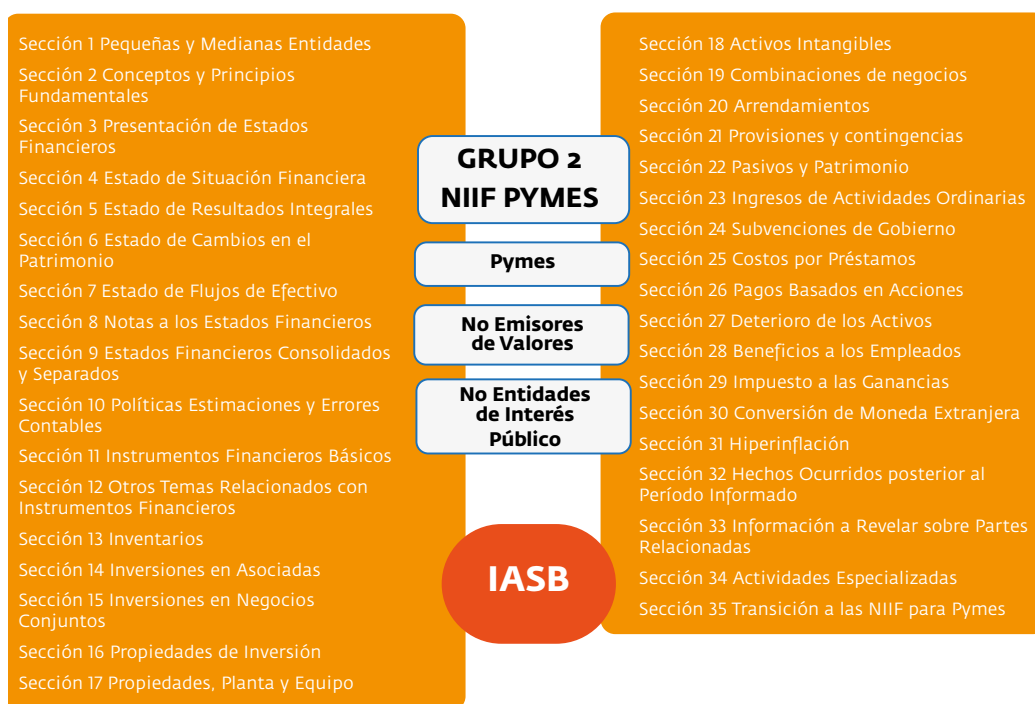 Sección 1 Pequeñas y Medianas Entidades
Sección 2 Conceptos y Principios
Fundamentales
Sección 3 Presentación de Estados
Financieros
Sección 4 Estado de Situación Financiera
Sección 5 Estado de Resultados Integrales
Sección 6 Estado de Cambios en el
Patrimonio
Sección 7 Estado de Flujos de Efectivo
Sección 8 Notas a los Estados Financieros
Sección 9 Estados Financieros Consolidados
y Separados
Sección 10 Políticas Estimaciones y Errores
Contables
Sección 11 Instrumentos Financieros Básicos
Sección 12 Otros Temas Relacionados con
Instrumentos Financieros
Sección 13 Inventarios
Sección 14 Inversiones en Asociadas
Sección 15 Inversiones en Negocios
Conjuntos
Sección 16 Propiedades de Inversión
Sección 17 Propiedades, Planta y Equipo
GRUPO 2
NIIF PYMES
Pymes
No Emisores
de Valores
No Entidades
de Interés
Público
IASB
Sección 18 Activos Intangibles
Sección 19 Combinaciones de negocios
Sección 20 Arrendamientos
Sección 21 Provisiones y contingencias
Sección 22 Pasivos y Patrimonio
Sección 23 Ingresos de Actividades Ordinarias
Sección 24 Subvenciones de Gobierno
Sección 25 Costos por Préstamos
Sección 26 Pagos Basados en Acciones
Sección 27 Deterioro de los Activos
Sección 28 Beneficios a los Empleados
Sección 29 Impuesto a las Ganancias
Sección 30 Conversión de Moneda Extranjera
Sección 31 Hiperinflación
Sección 32 Hechos Ocurridos posterior al
Período Informado
Sección 33 Información a Revelar sobre Partes
Relacionadas
Sección 34 Actividades Especializadas
Sección 35 Transición a las NIIF para Pymes